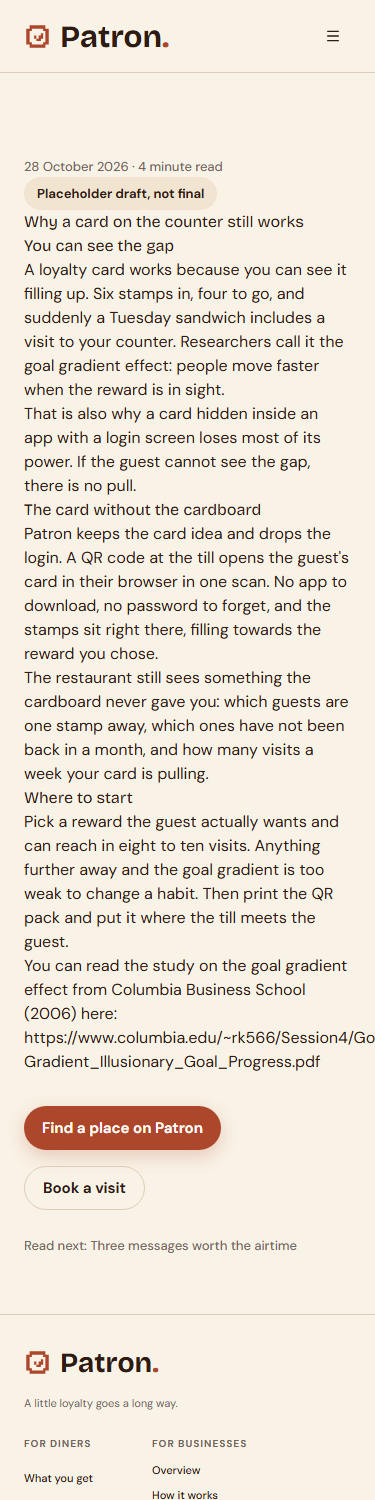 Patron.
28 October 2026 · 4 minute read
Placeholder draft, not final
Why a card on the counter still works
You can see the gap
A loyalty card works because you can see it
filling up. Six stamps in, four to go, and
suddenly a Tuesday sandwich includes a
visit to your counter. Researchers call it the
goal gradient effect: people move faster
when the reward is in sight.
That is also why a card hidden inside an
app with a login screen loses most of its
power. If the guest cannot see the gap,
there is no pull.
The card without the cardboard
Patron keeps the card idea and drops the
login. A QR code at the till opens the guest's
card in their browser in one scan. No app to
download, no password to forget, and the
stamps sit right there, filling towards the
reward you chose.
The restaurant still sees something the
cardboard never gave you: which guests are
one stamp away, which ones have not been
back in a month, and how many visits a
week your card is pulling.
Where to start
Pick a reward the guest actually wants and
can reach in eight to ten visits. Anything
further away and the goal gradient is too
weak to change a habit. Then print the QR
pack and put it where the till meets the
guest.
You can read the study on the goal gradient
effect from Columbia Business School
(2006) here:
https://www.columbia.edu/~rk566/Session4/Go
Gradient_Illusionary_Goal_Progress.pdf
Find a place on Patron
Book a visit
Read next: Three messages worth the airtime
Patron.
A little loyalty goes a long way.
FOR DINERS
What you get
FOR BUSINESSES
Overview
How it works